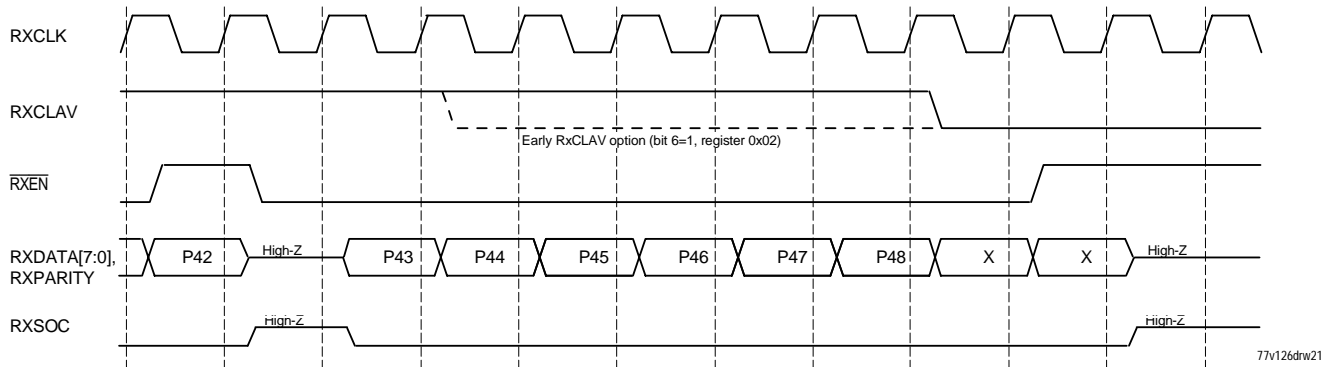 RXCLK
RXCLAV
Early RxCLAV option (bit 6=1, register 0x02)
RXEN
RXDATA[7:0],
RXPARITY
P42
High-Z
P43
P44
P45
P46
P47
P48
X
X
High-Z
RXSOC
High-Z
High-Z
77v126drw21